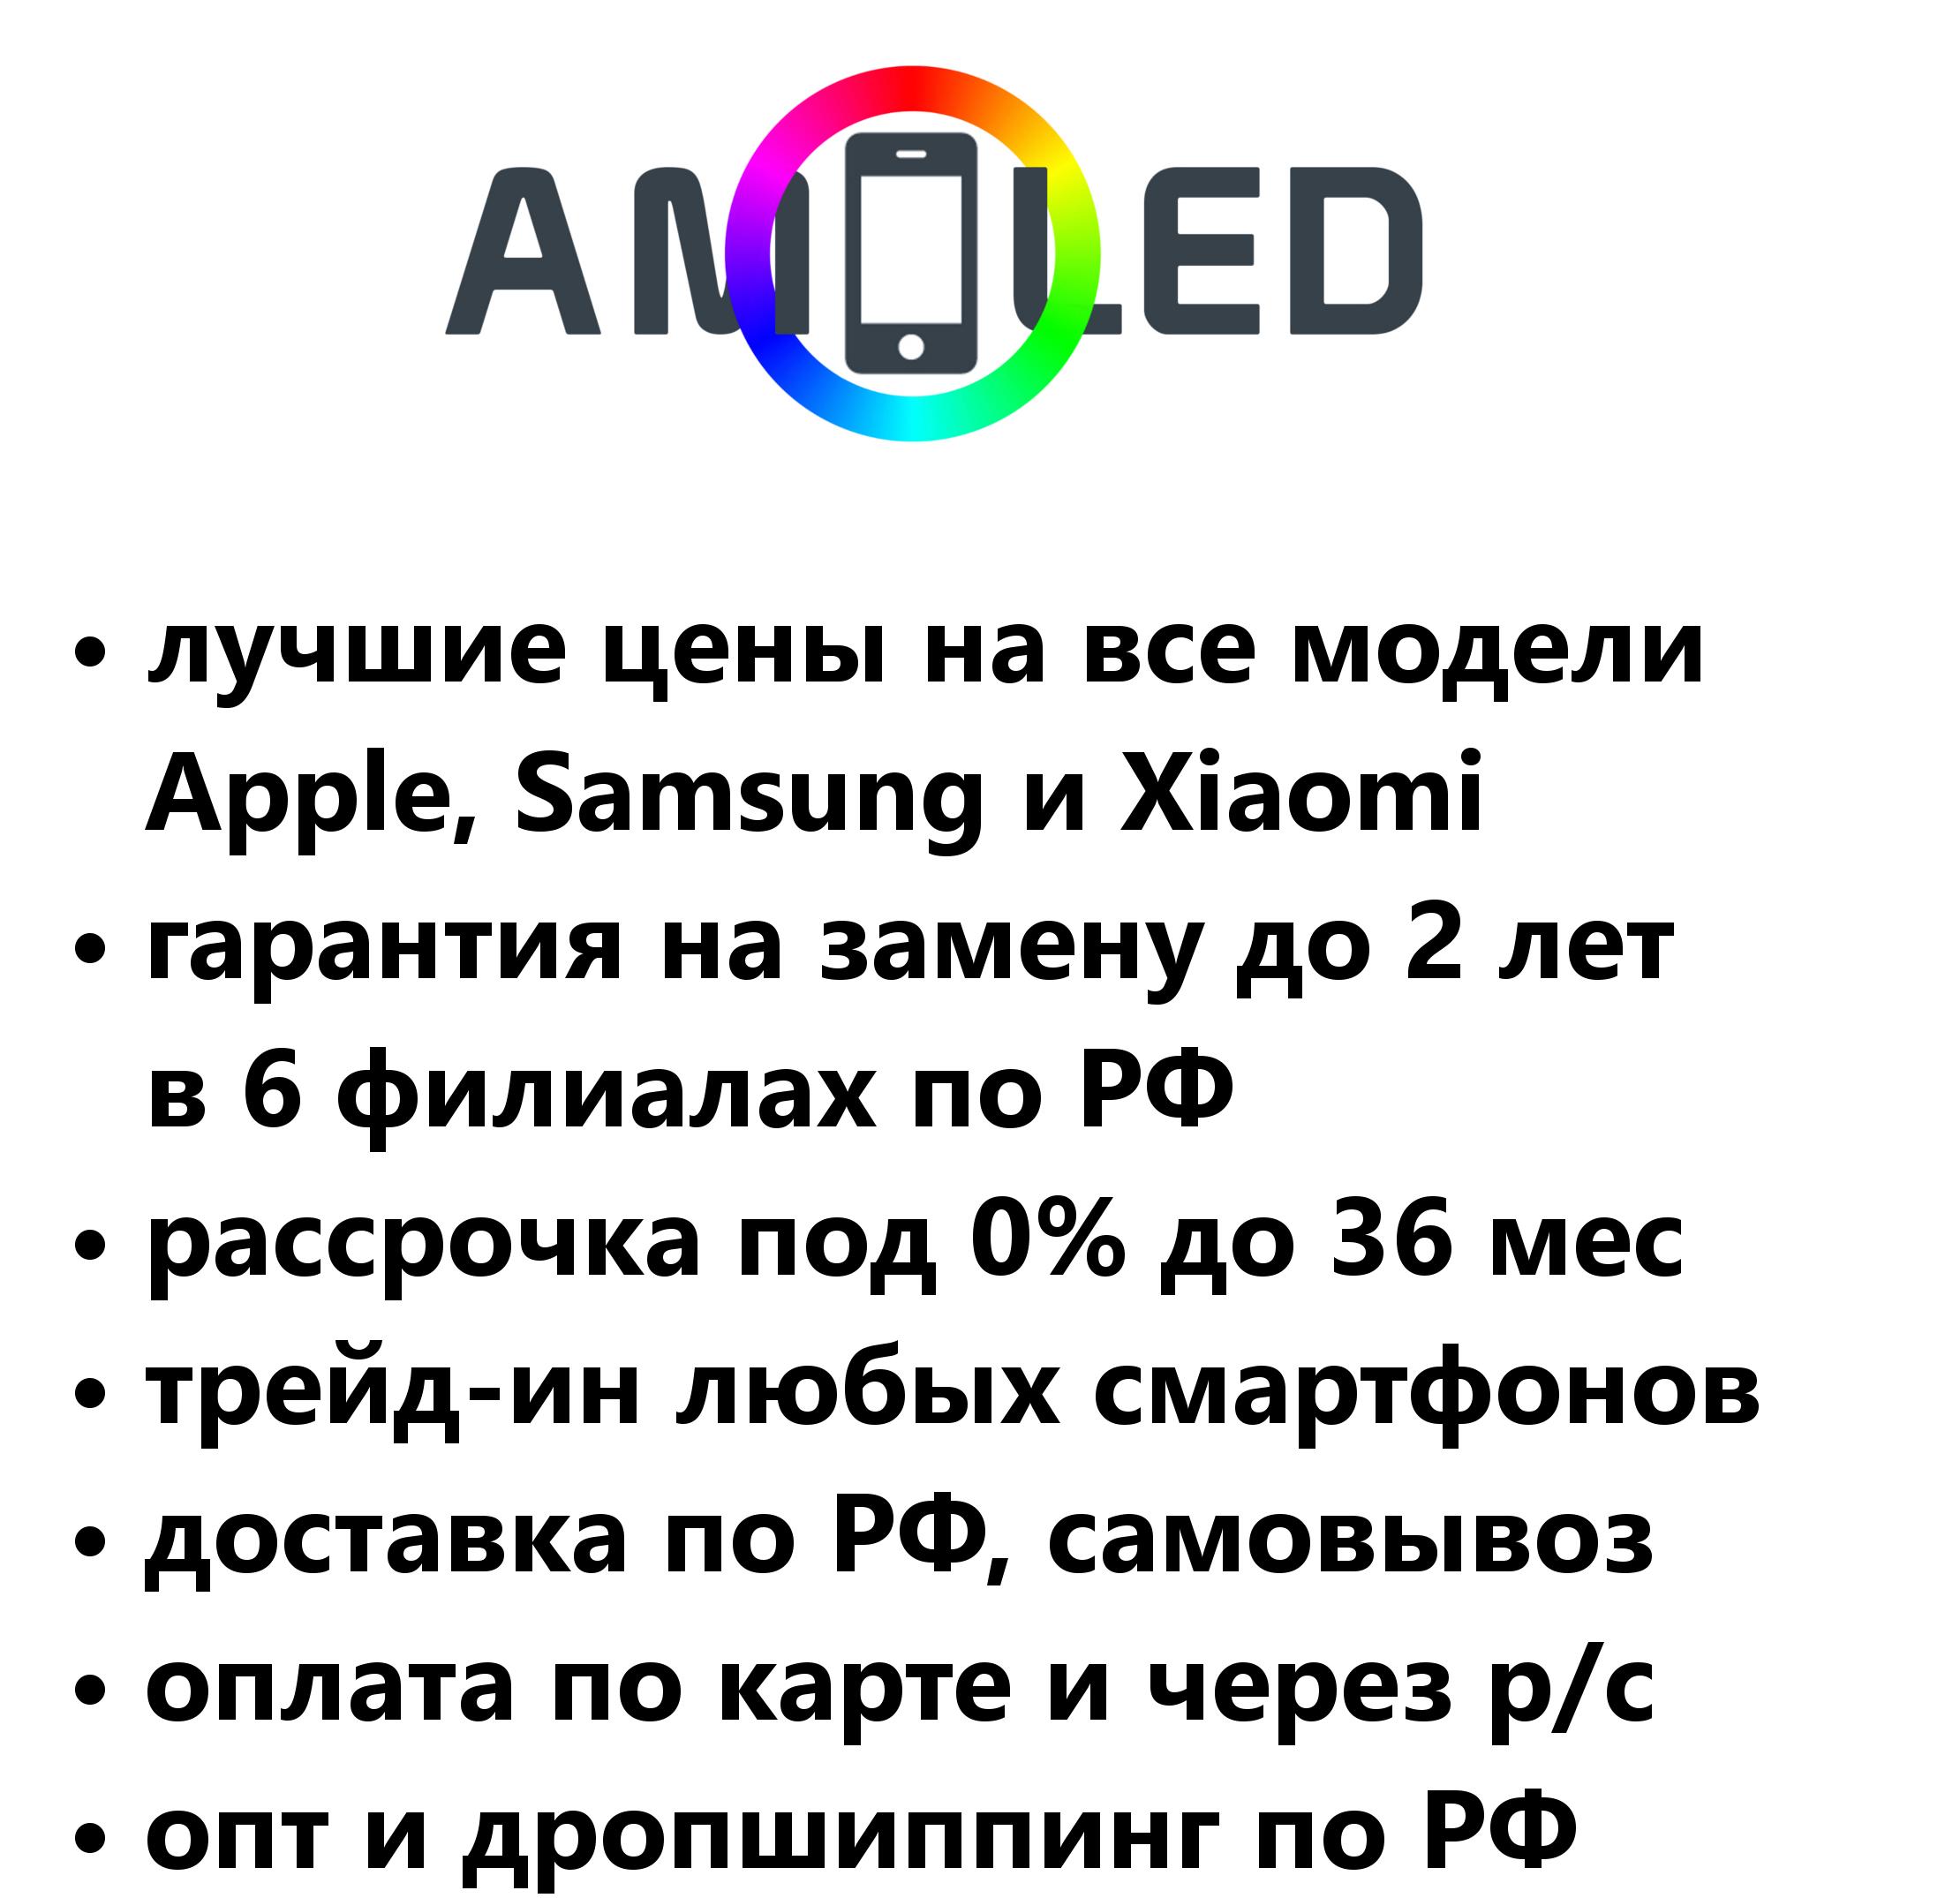 AMOLED
• лучшие цены на все модели
Apple, Samsung и Xiaomi
• гарантия на замену до 2 лет
в 6 филиалах по РФ
• рассрочка под 0% до 36 мес
• трейд-ин любых смартфонов
• доставка по РФ, самовывоз
• оплата по карте и через р/с
• опт и дропшиппинг по РФ